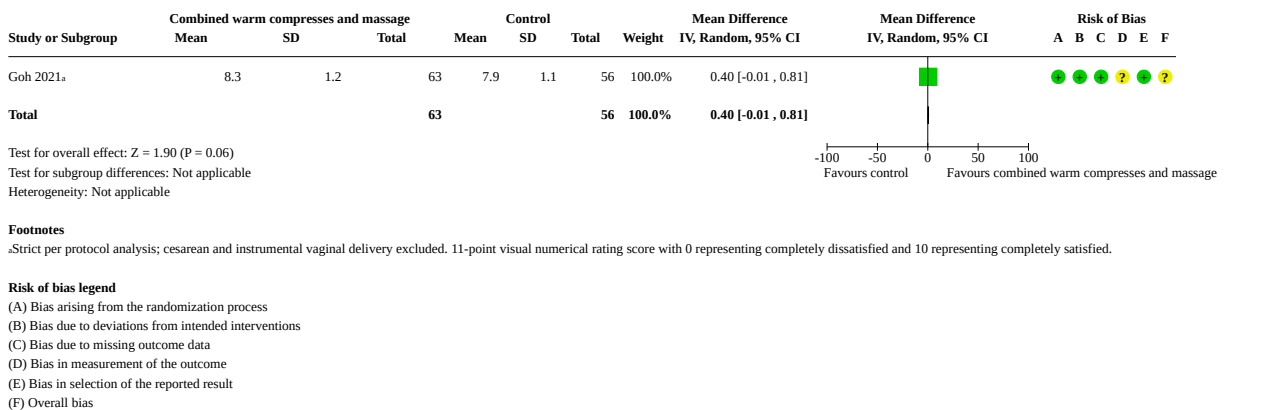 Combined warm compresses and massage Control Mean Difference Mean Difference Risk of Bias
Study or Subgroup Mean SD Total Mean SD Total Weight IV, Random, 95% CI IV, Random, 95% CI A B C D E F
Goh 2021a 8.3 1.2 63 7.9 1.1 56 100.0% 0.40 [-0.01 , 0.81] + + + ? + ?
Total 63 56 100.0% 0.40 [-0.01 , 0.81]
Test for overall effect: Z = 1.90 (P = 0.06) -100 -50 0 50 100
Test for subgroup differences: Not applicable Favours control Favours combined warm compresses and massage
Heterogeneity: Not applicable
Footnotes
aStrict per protocol analysis; cesarean and instrumental vaginal delivery excluded. 11-point visual numerical rating score with 0 representing completely dissatisfied and 10 representing completely satisfied.
Risk of bias legend
(A) Bias arising from the randomization process
(B) Bias due to deviations from intended interventions
(C) Bias due to missing outcome data
(D) Bias in measurement of the outcome
(E) Bias in selection of the reported result
(F) Overall bias